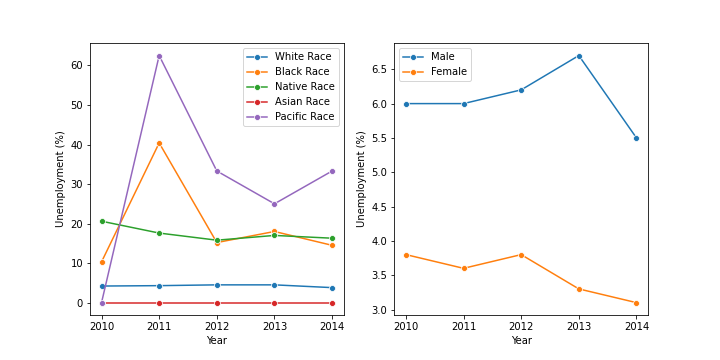 White Race
Black Race
Native Race
Asian Race
Pacific Race
Unemployment (%)
60
50
40
30
20
10
0
2010 2011 2012 2013 2014
Year
Male
Female
Unemployment (%)
6.5
6.0
5.5
5.0
4.5
4.0
3.5
3.0
2010 2011 2012 2013 2014
Year